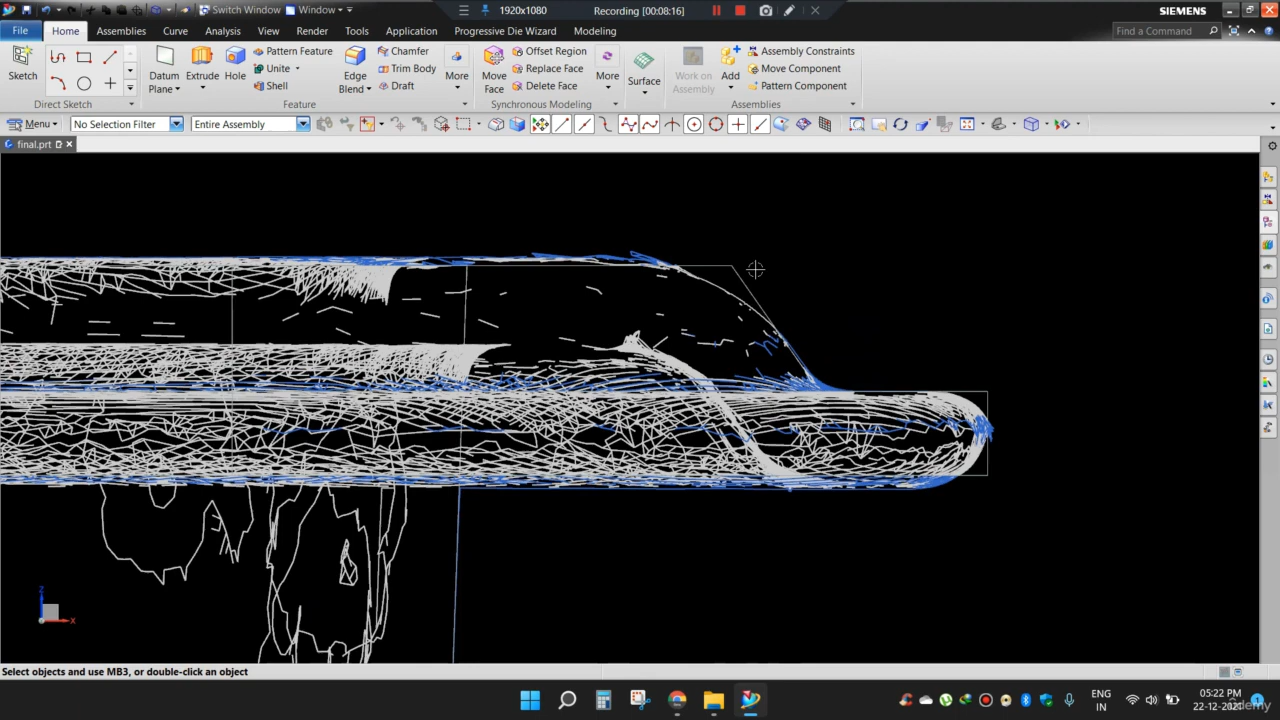 Switch Window Window 1920x1080 Recording [00:08:16] SIEMENS
File Home Assemblies Curve Analysis View Render Tools Application Progressive Die Wizard Modeling Find a Command
Sketch Datum Plane Extrude Hole Pattern Feature Unite Shell Edge Blend Chamfer Trim Body Draft More Move Face Offset Region Replace Face Delete Face More Surface Work on Assembly Add Assembly Constraints Move Component Pattern Component
Direct Sketch Feature Synchronous Modeling Assemblies
Menu No Selection Filter Entire Assembly
final.prt
Z
X
Select objects and use MB3, or double-click an object
ENG
IN
05:22 PM
22-12-2021
1
Udemy